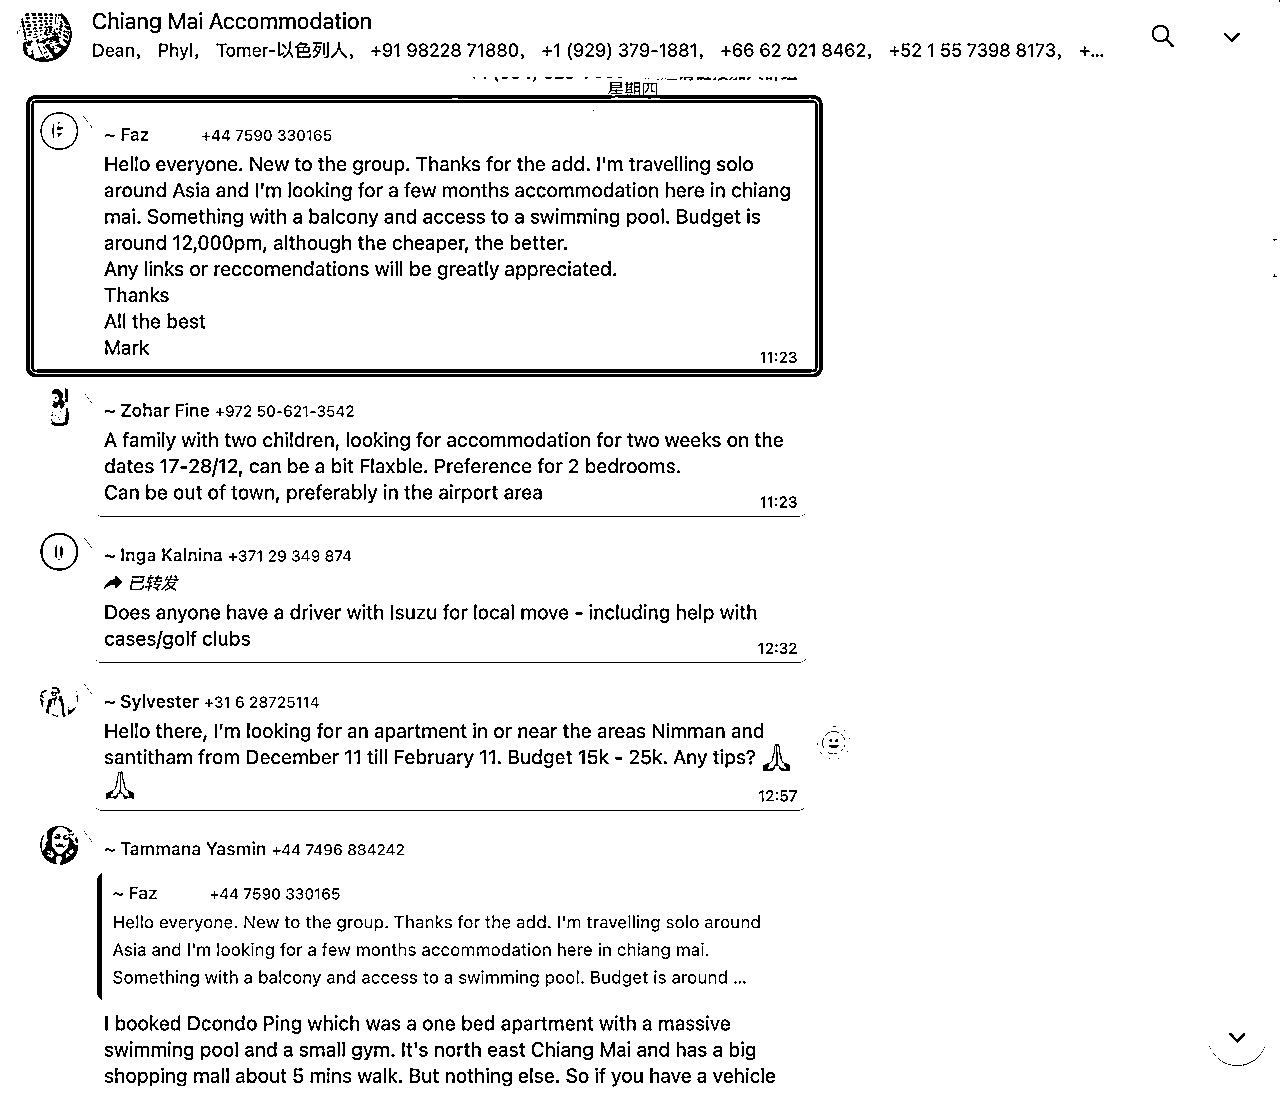 Chiang Mai Accommodation
Dean, Phyl, Tomer-以色列人, +91 98228 71880, +1 (929) 379-1881, +66 62 021 8462, +52 1 55 7398 8173, +...
星期四
~ Faz +44 7590 330165
Hello everyone. New to the group. Thanks for the add. I'm travelling solo
around Asia and I'm looking for a few months accommodation here in chiang
mai. Something with a balcony and access to a swimming pool. Budget is
around 12,000pm, although the cheaper, the better.
Any links or reccomendations will be greatly appreciated.
Thanks
All the best
Mark
11:23
~ Zohar Fine +972 50-621-3542
A family with two children, looking for accommodation for two weeks on the
dates 17-28/12, can be a bit Flaxble. Preference for 2 bedrooms.
Can be out of town, preferably in the airport area
11:23
~ Inga Kalnina +371 29 349 874
已转发
Does anyone have a driver with Isuzu for local move - including help with
cases/golf clubs
12:32
~ Sylvester +31 6 28725114
Hello there, I'm looking for an apartment in or near the areas Nimman and
santitham from December 11 till February 11. Budget 15k - 25k. Any tips? 🙏
🙏
12:57
~ Tammana Yasmin +44 7496 884242
~ Faz +44 7590 330165
Hello everyone. New to the group. Thanks for the add. I'm travelling solo around
Asia and I'm looking for a few months accommodation here in chiang mai.
Something with a balcony and access to a swimming pool. Budget is around ...
I booked Dcondo Ping which was a one bed apartment with a massive
swimming pool and a small gym. It's north east Chiang Mai and has a big
shopping mall about 5 mins walk. But nothing else. So if you have a vehicle